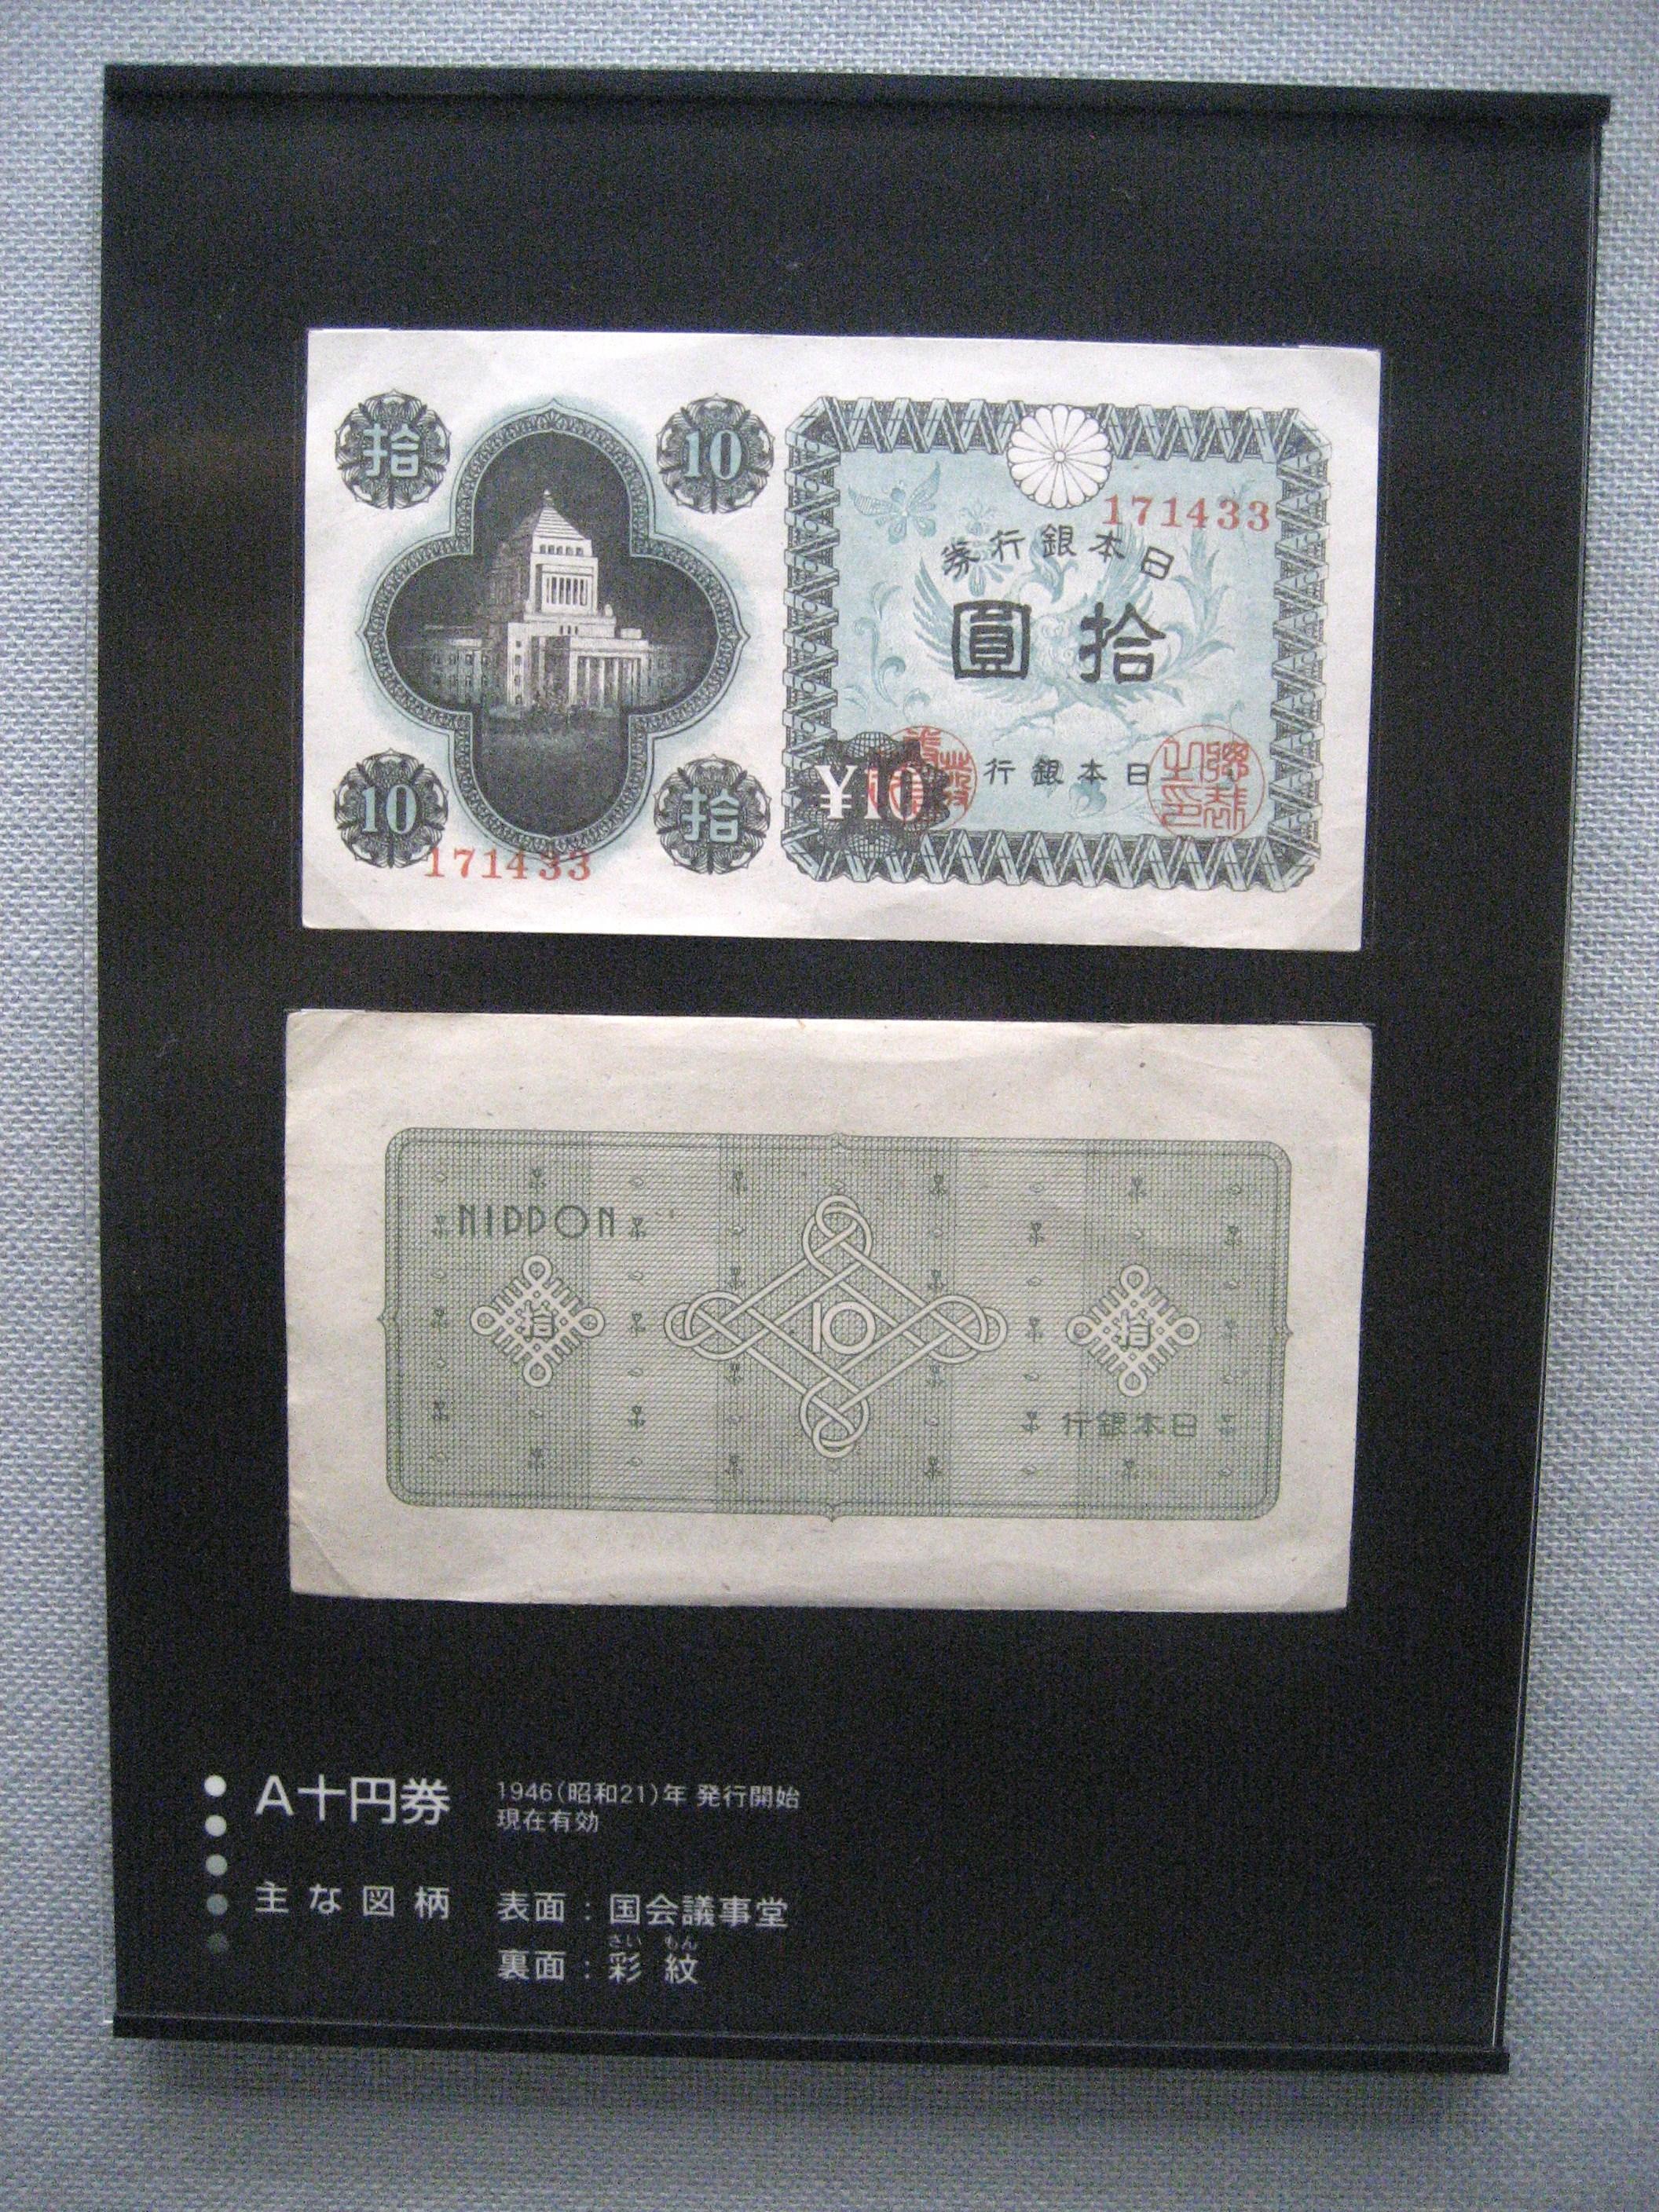 拾
10
171433
券行銀本日
圓拾
10
拾
¥10
行銀本日
171433
NIPPON
拾
10
拾
行銀本日
A十円券
1946(昭和21)年 発行開始
現在有効
主な図柄
表面：国会議事堂
さい もん
裏面：彩 紋